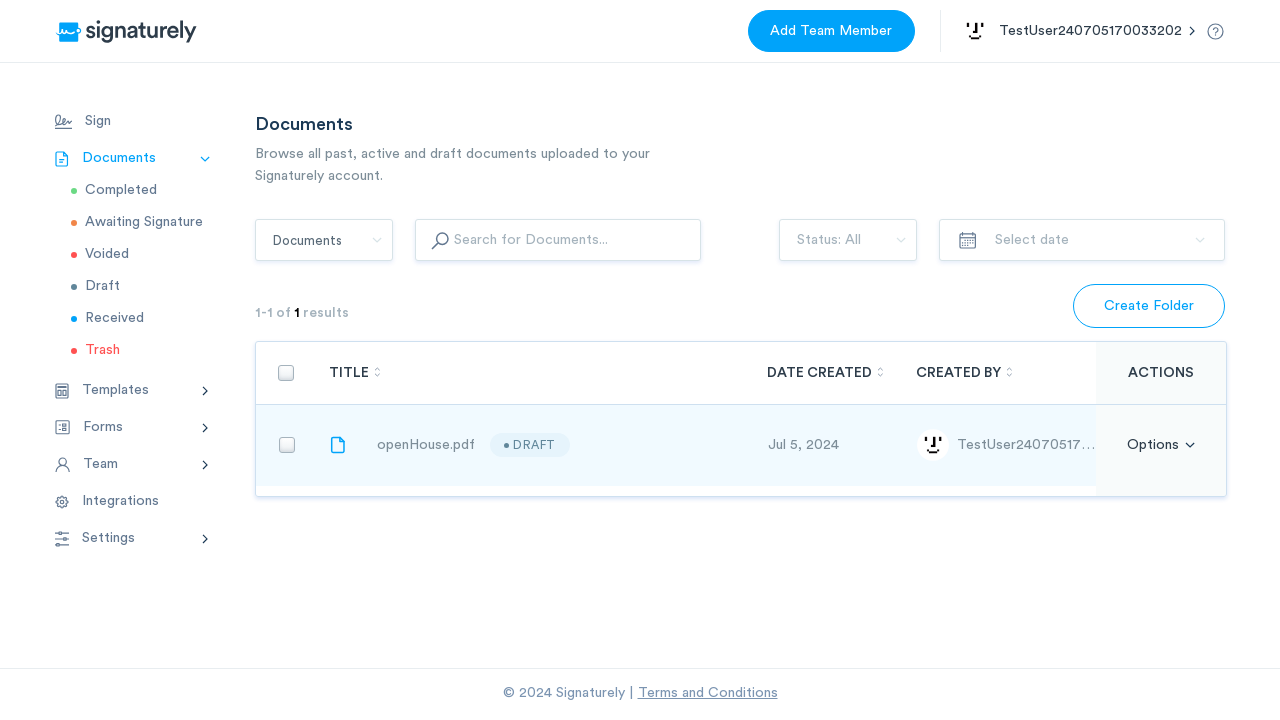 signaturely
Add Team Member
TestUser240705170033202
Sign
Documents
Completed
Awaiting Signature
Voided
Draft
Received
Trash
Templates
Forms
Team
Integrations
Settings
Documents
Browse all past, active and draft documents uploaded to your
Signaturely account.
Documents
Search for Documents...
Status: All
Select date
1-1 of 1 results
Create Folder
TITLE DATE CREATED CREATED BY ACTIONS
openHouse.pdf DRAFT Jul 5, 2024 TestUser24070517... Options
© 2024 Signaturely | Terms and Conditions